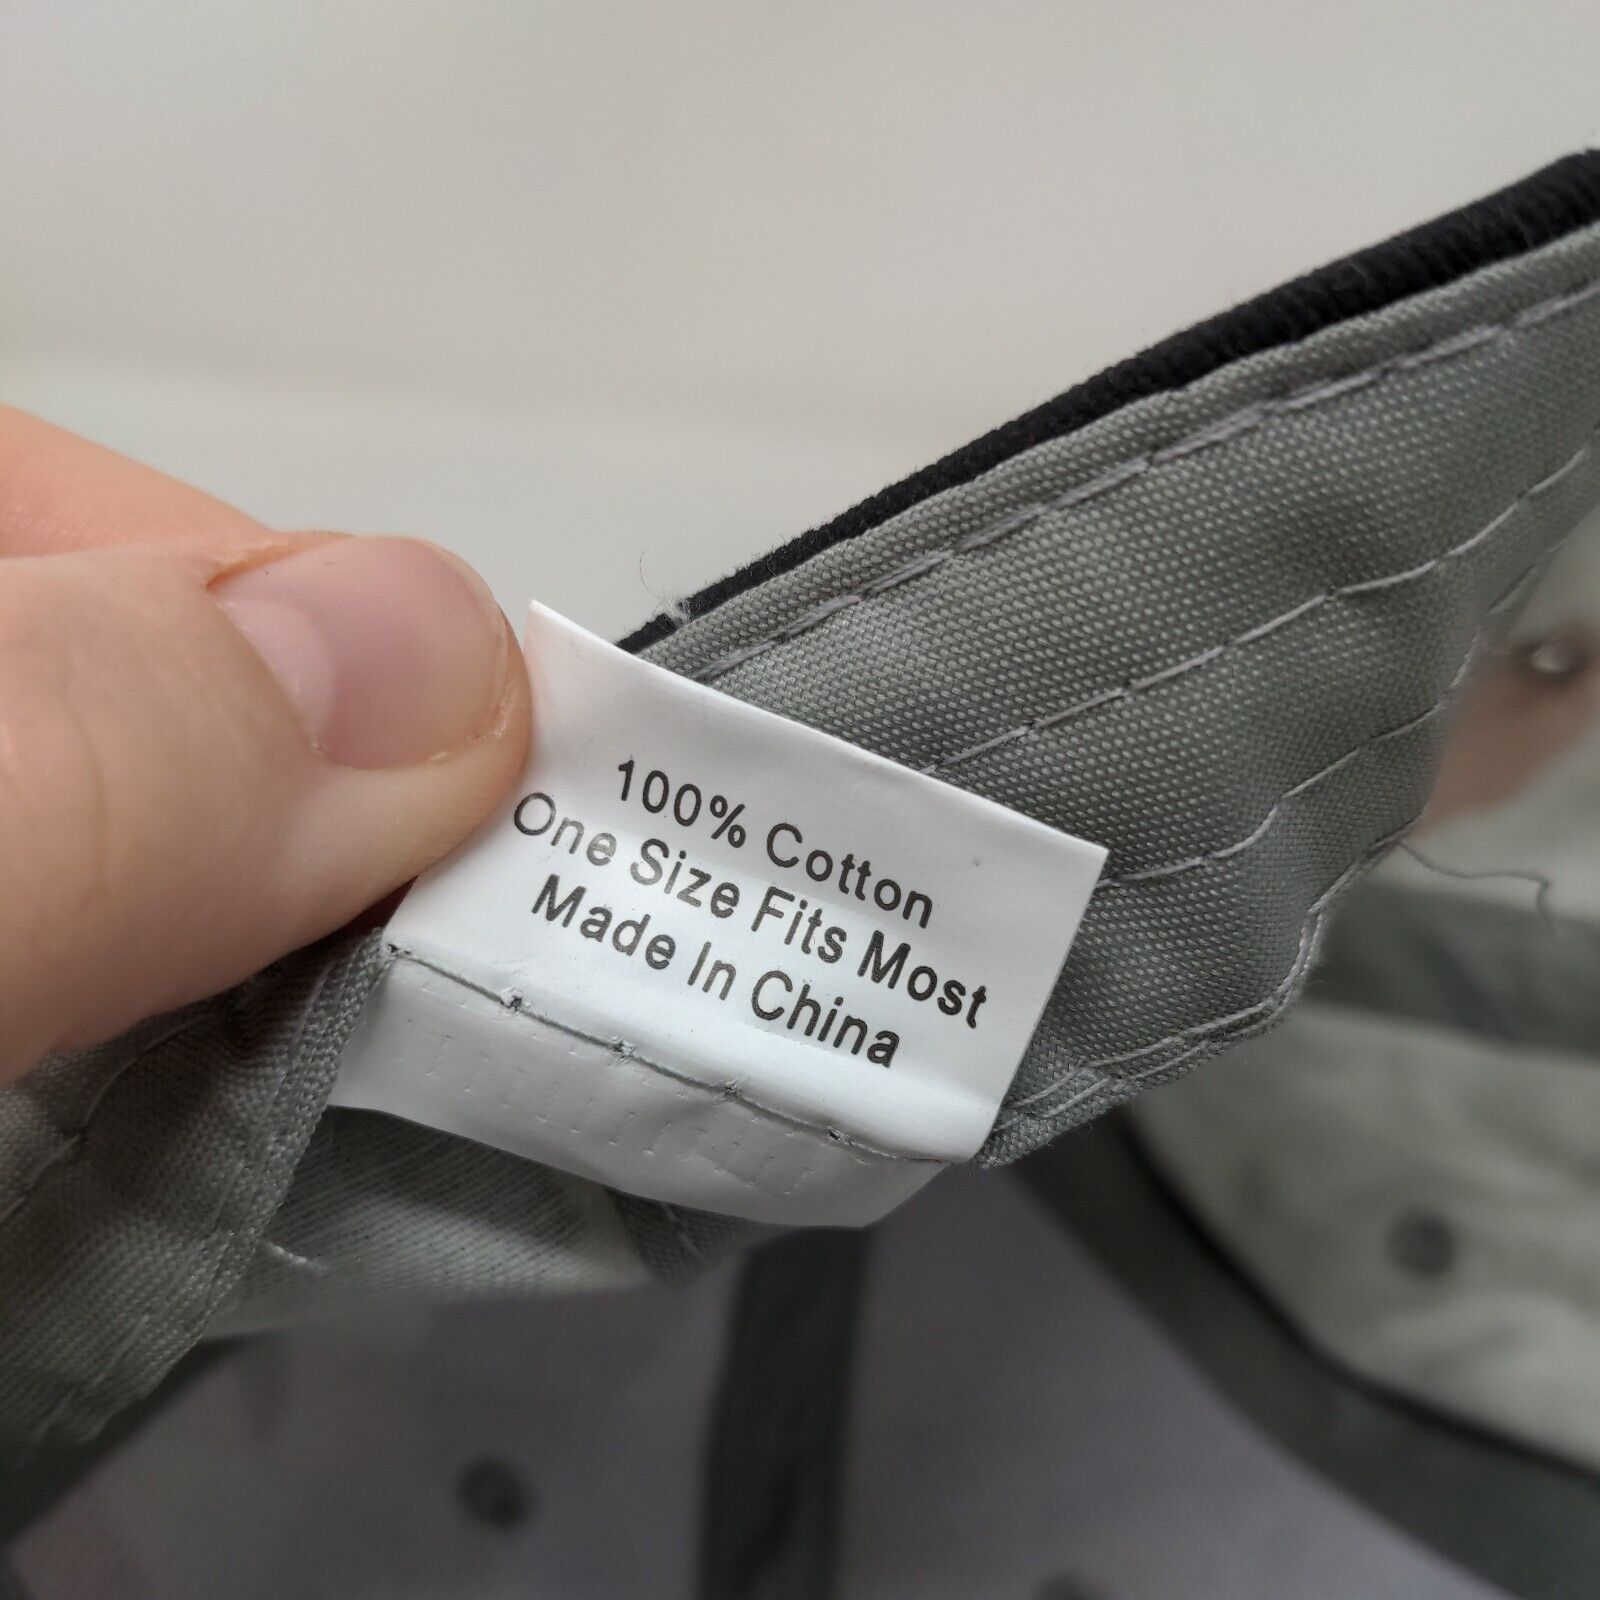 100% Cotton
One Size Fits Most
Made In China